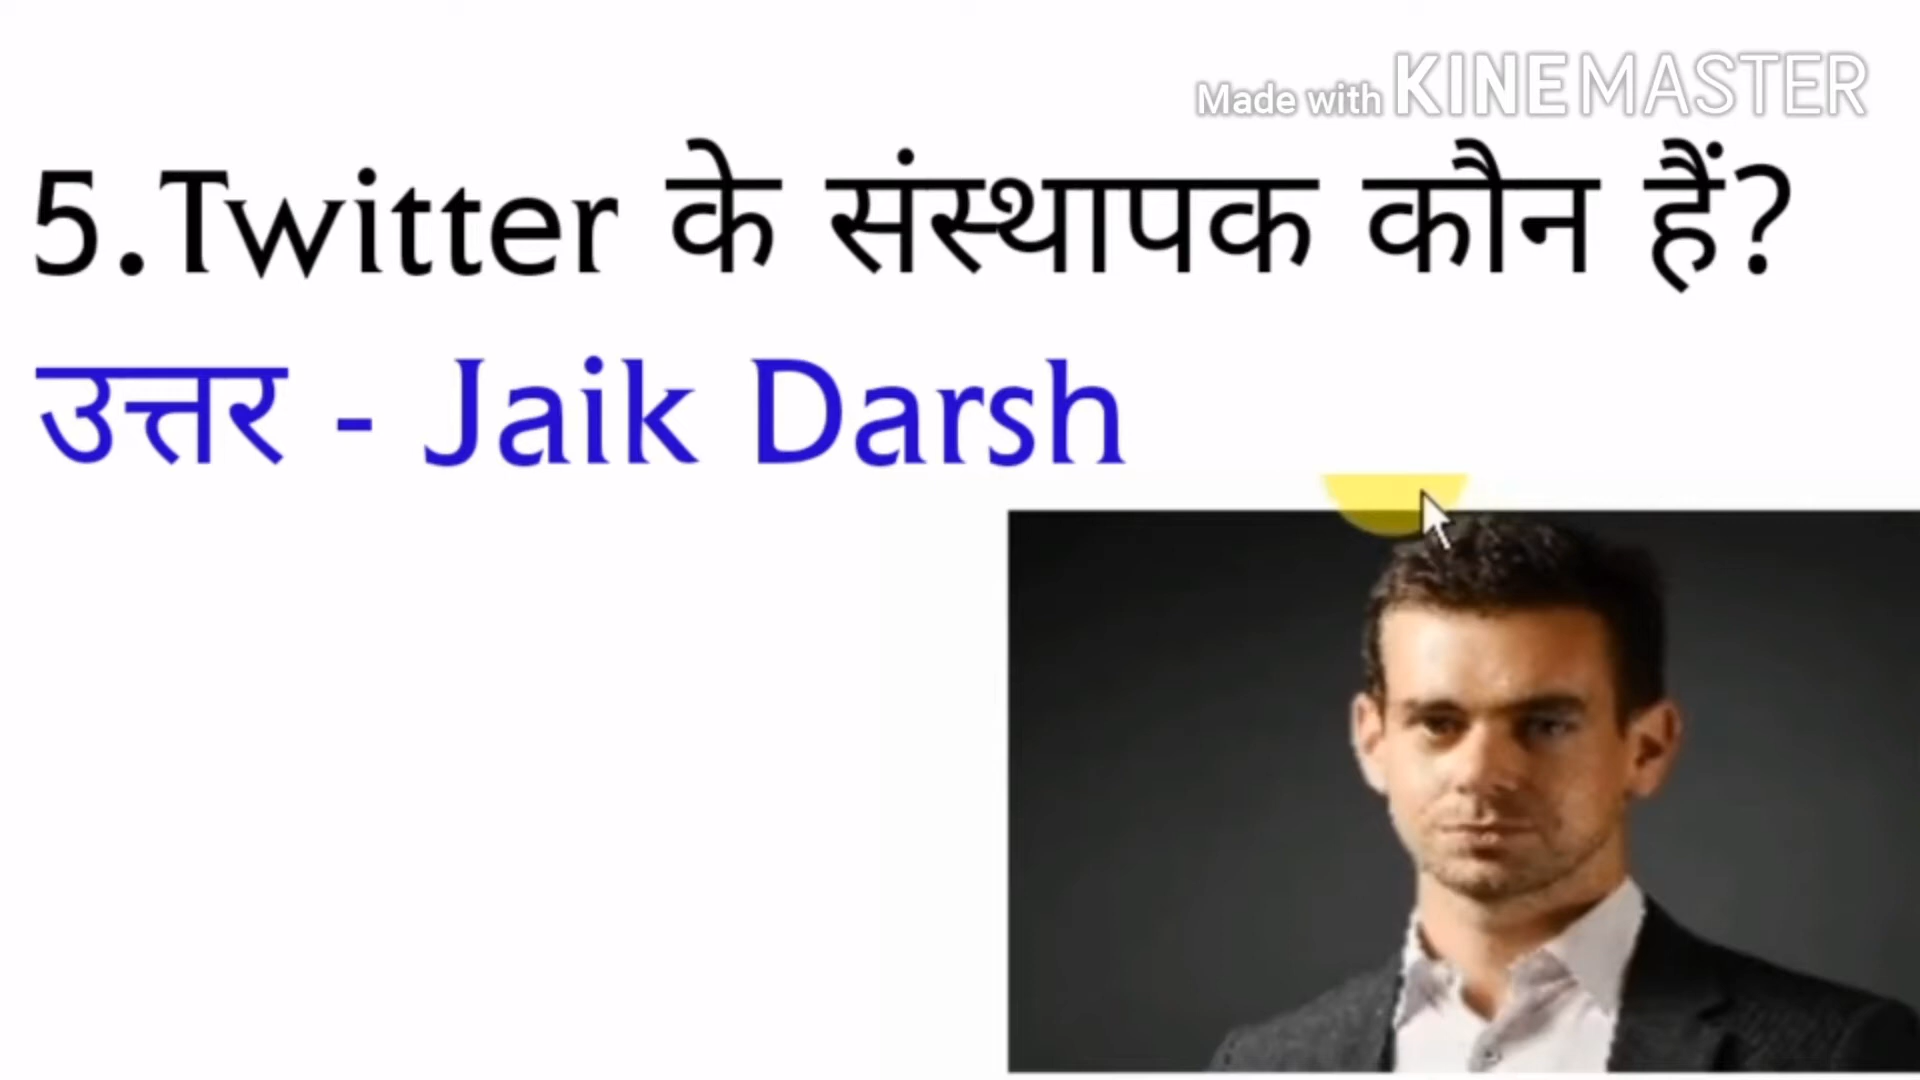 Made with KINEMASTER
5.Twitter के संस्थापक कौन हैं?
उत्तर - Jaik Darsh